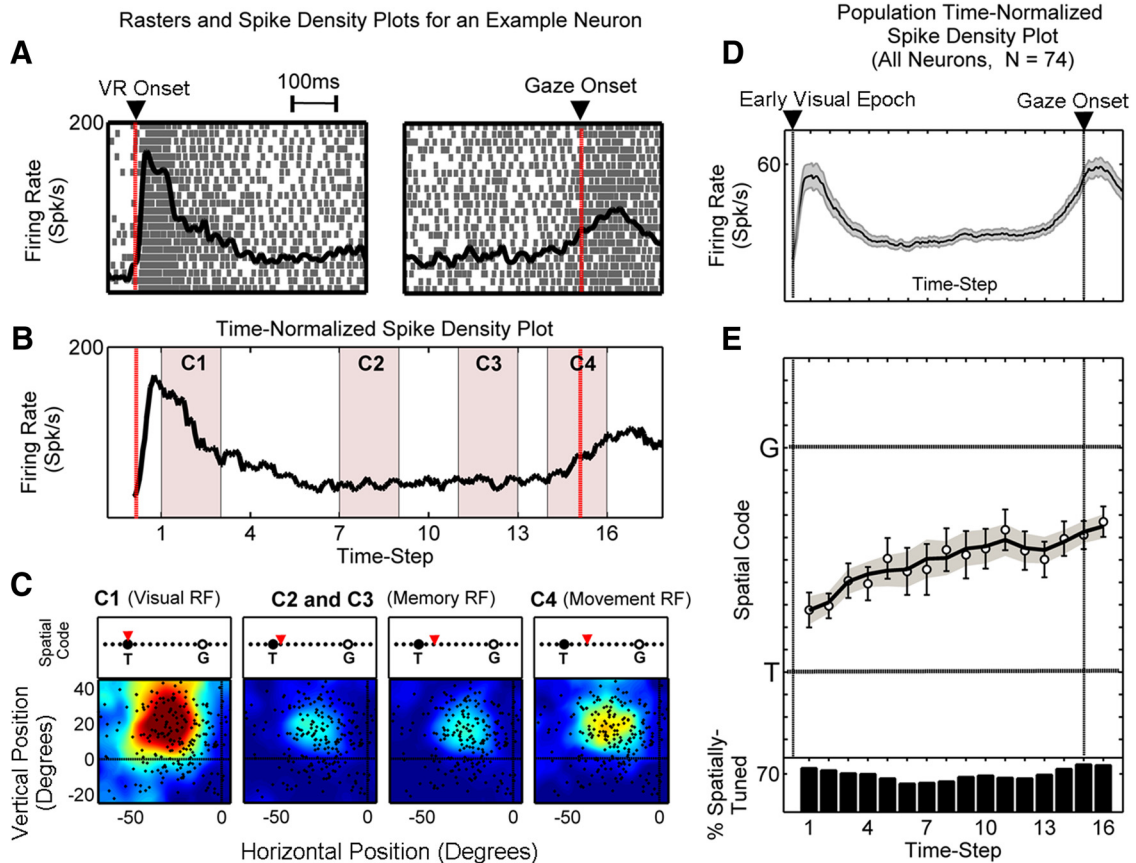 Rasters and Spike Density Plots for an Example Neuron
A
VR Onset
100ms
Gaze Onset
200
Firing Rate
(Spk/s)
B
Time-Normalized Spike Density Plot
200
C1
C2
C3
C4
Firing Rate
(Spk/s)
1 4 7 10 13 16
Time-Step
C
C1 (Visual RF)
C2 and C3 (Memory RF)
C4 (Movement RF)
Spatial
Code
T G
T G
T G
T G
Vertical Position
(Degrees)
40
20
0
-20
-50 0
-50 0
-50 0
-50 0
Horizontal Position (Degrees)
Population Time-Normalized
Spike Density Plot
(All Neurons, N = 74)
D
Early Visual Epoch
Gaze Onset
60
Firing Rate
(Spk/s)
Time-Step
E
G
Spatial Code
T
% Spatially-
Tuned
70
1 4 7 10 13 16
Time-Step